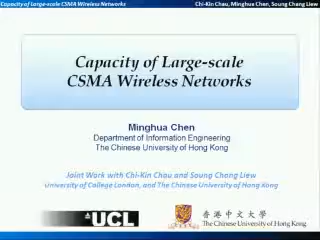 Capacity of Large-scale CSMA Wireless Networks
Chi-Kin Chau, Minghua Chen, Soung Chang Liew
Capacity of Large-scale
CSMA Wireless Networks
Minghua Chen
Department of Information Engineering
The Chinese University of Hong Kong
Joint Work with Chi-Kin Chau and Soung Chang Liew
University of College London, and The Chinese University of Hong Kong
UCL
香港中文大學
The Chinese University of Hong Kong